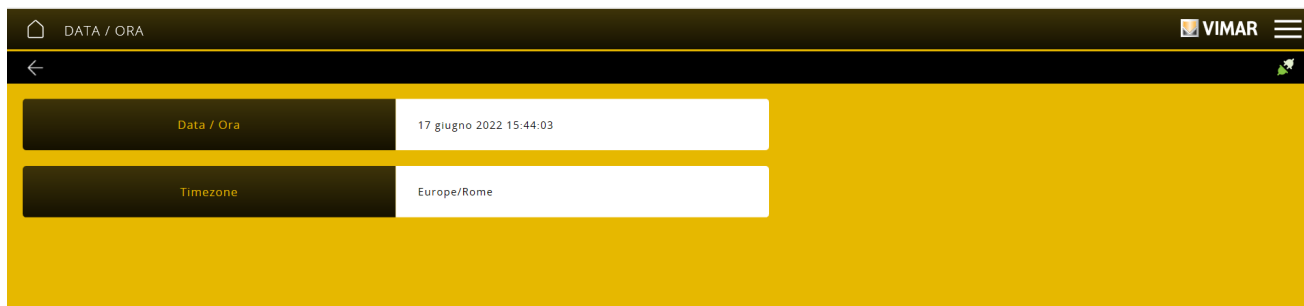 DATA / ORA
VIMAR
Data / Ora
17 giugno 2022 15:44:03
Timezone
Europe/Rome